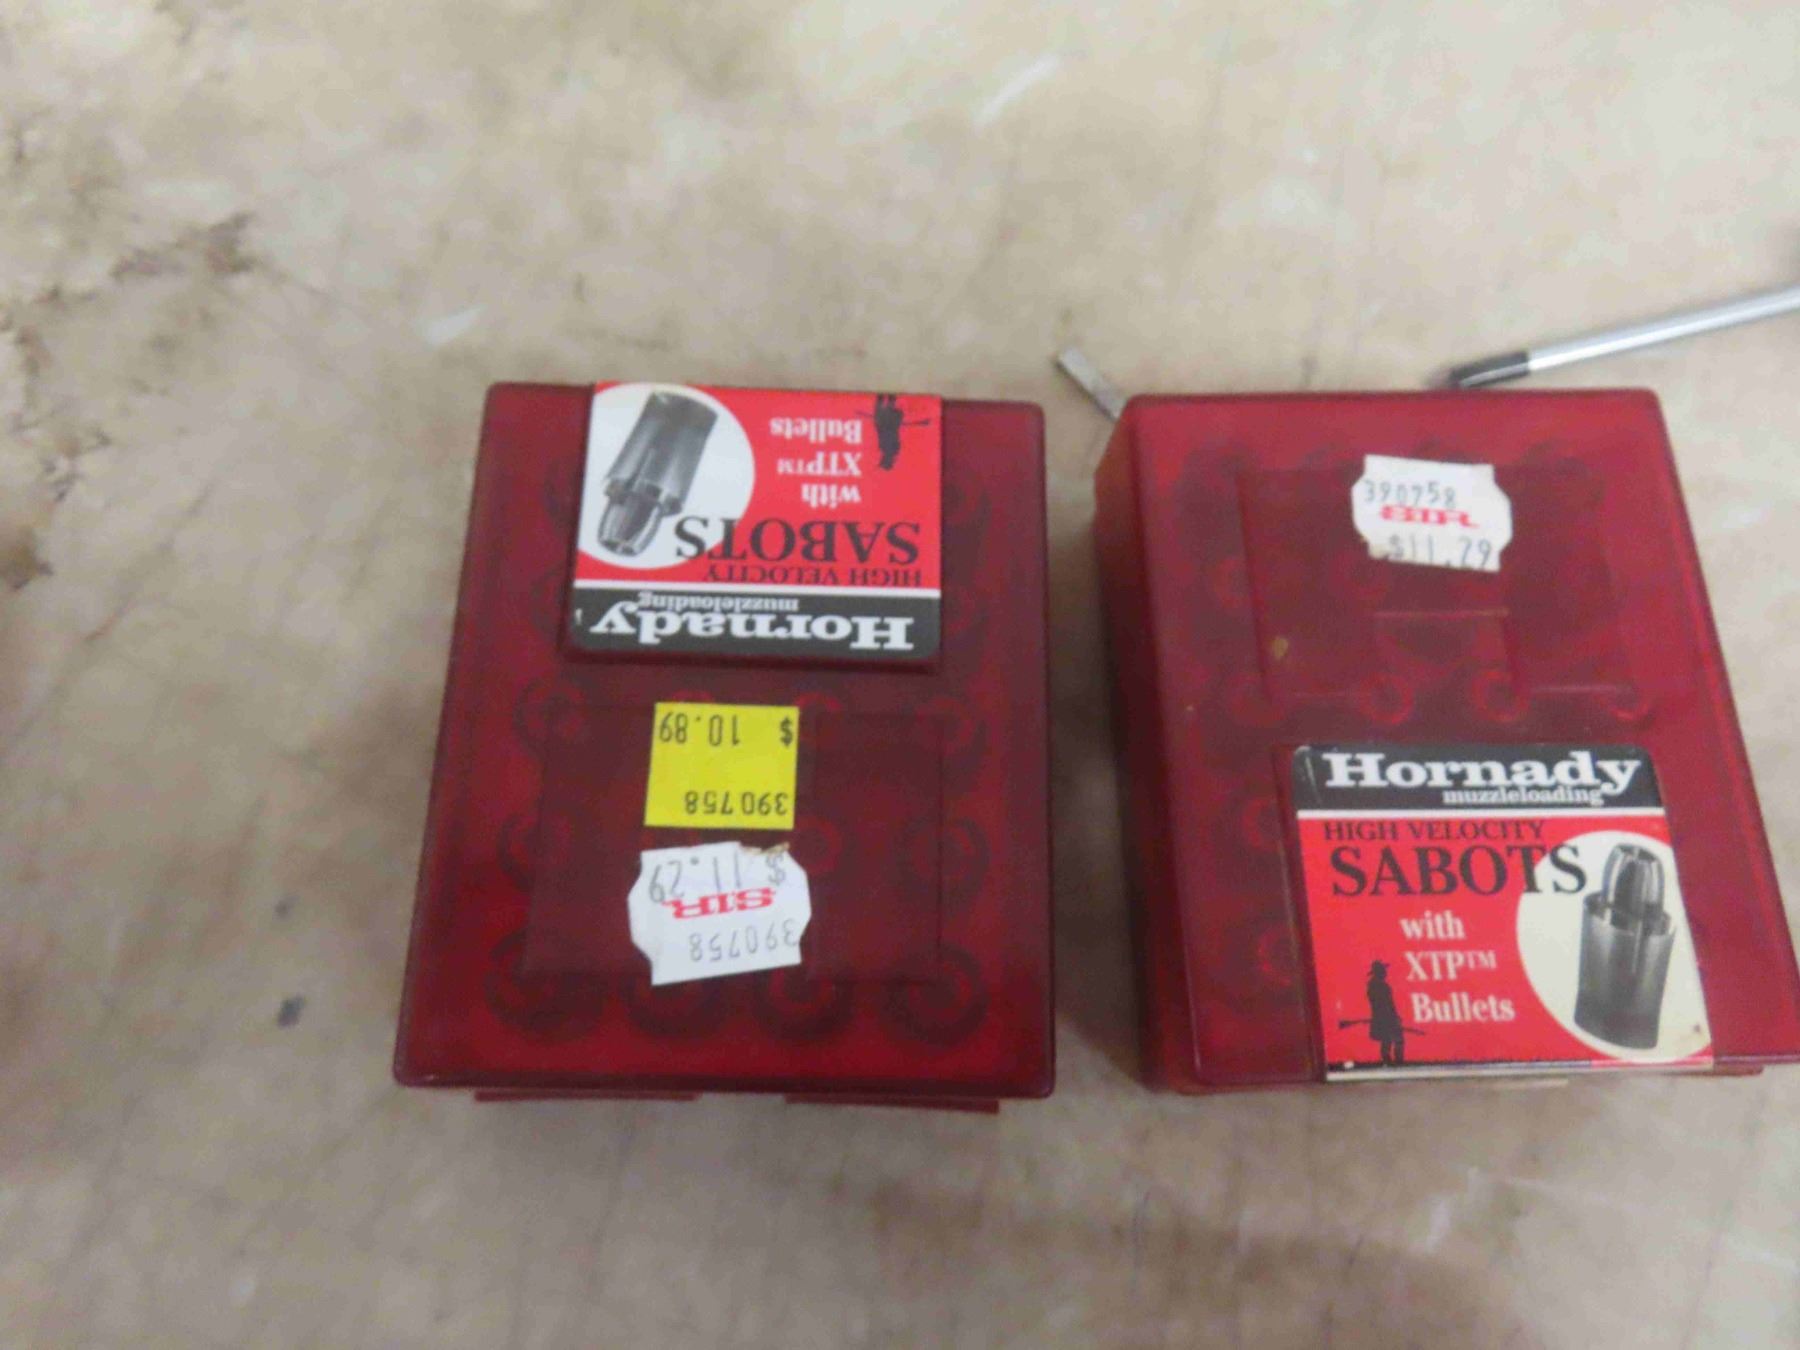 Hornady
muzzleloading
HIGH VELOCITY
SABOTS
with
XTP™
Bullets
390758
$ 10.89
390758
SIR
$ 11.29
390758
SIR
$11.29
Hornady
muzzleloading
HIGH VELOCITY
SABOTS
with
XTP™
Bullets